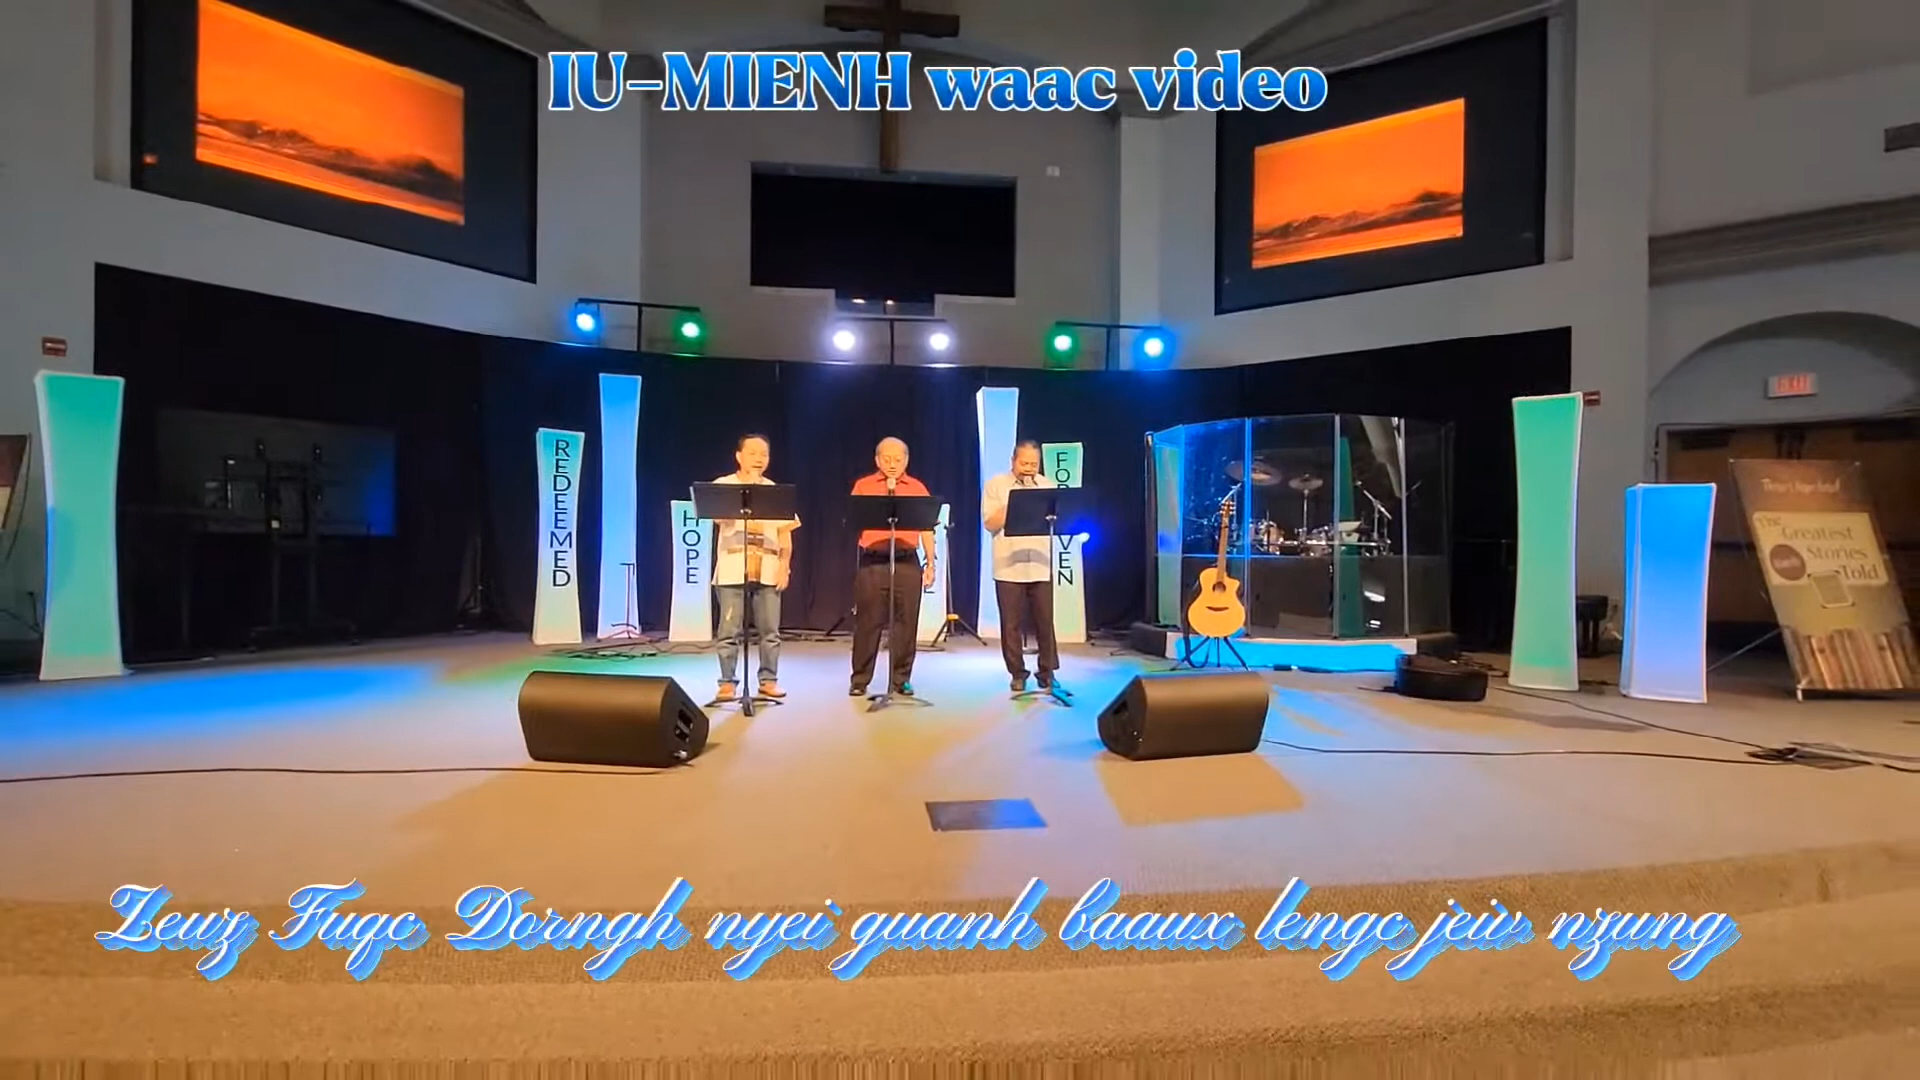 IU-MIENH waac video
REDEEMED
HOPE
EXIT
The
Greatest
Stories
Told
Zeuz Fuqc Dorngh nyei guanh baaux lengc jeiv nzung